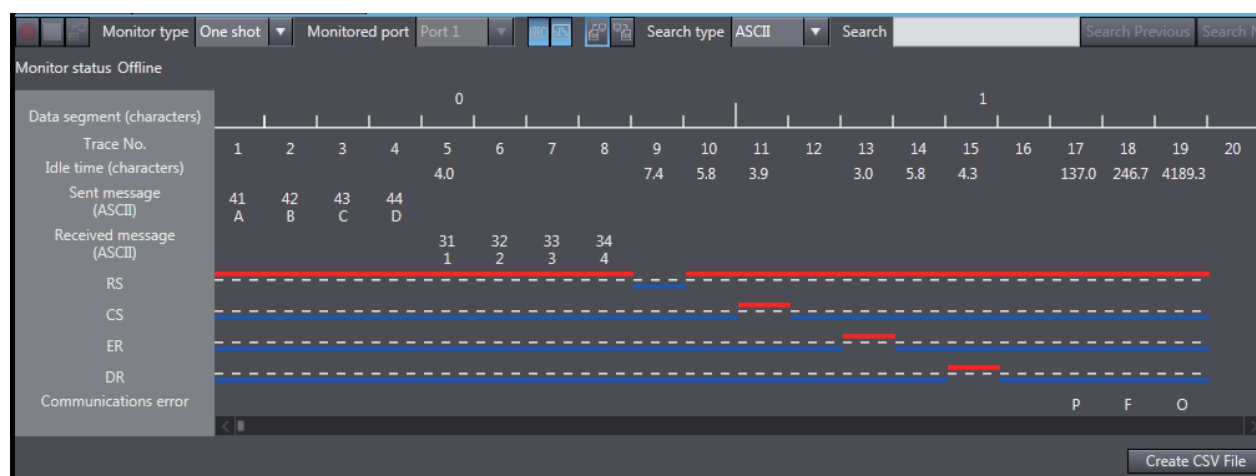 Monitor type One shot Monitored port Port 1 ABC Search type ASCII Search Search Previous Search
Monitor status Offline
0 1
Data segment (characters)
Trace No. 1 2 3 4 5 6 7 8 9 10 11 12 13 14 15 16 17 18 19 20
Idle time (characters) 4.0 7.4 5.8 3.9 3.0 5.8 4.3 137.0 246.7 4189.3
Sent message 41 42 43 44
(ASCII) A B C D
Received message 31 32 33 34
(ASCII) 1 2 3 4
RS
CS
ER
DR
Communications error P F O
Create CSV File